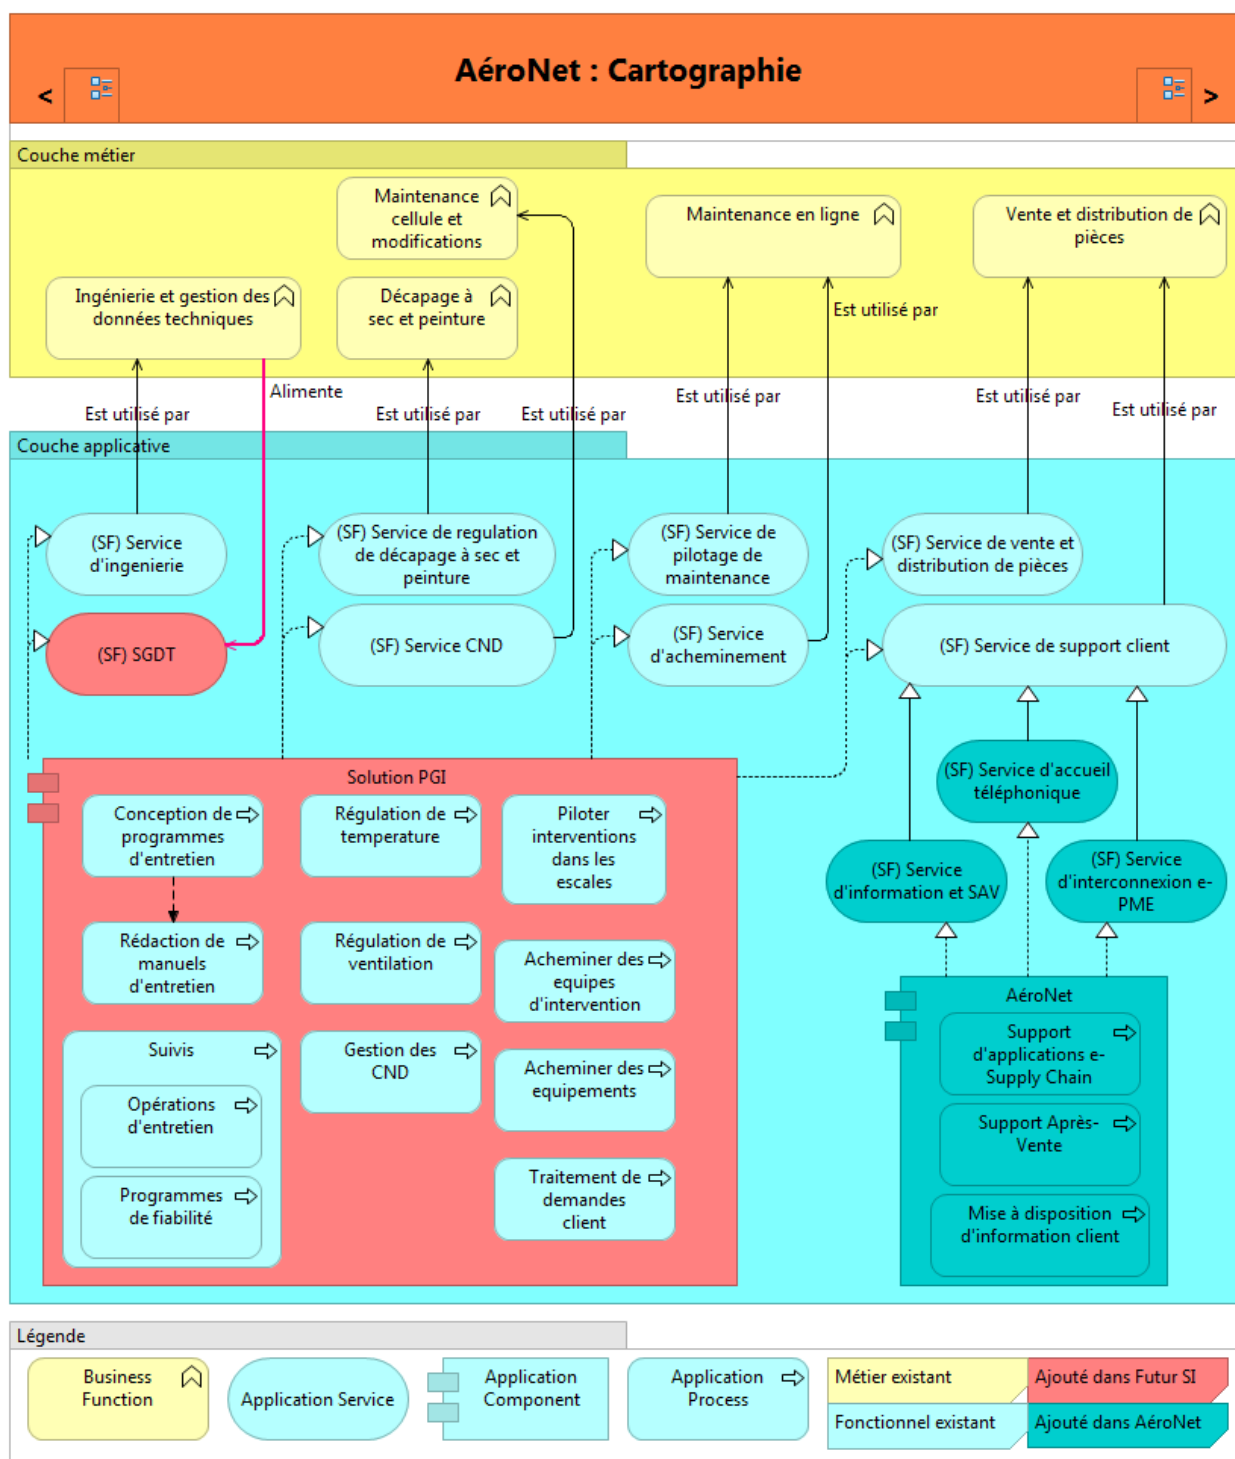 AéroNet : Cartographie
<
>
Couche métier
Maintenance
cellule et
modifications
Maintenance en ligne
Vente et distribution de
pièces
Ingénierie et gestion des
données techniques
Décapage à
sec et peinture
Est utilisé par
Alimente
Est utilisé par
Est utilisé par
Est utilisé par
Est utilisé par
Est utilisé par
Est utilisé par
Couche applicative
(SF) Service
d'ingenierie
(SF) Service de regulation
de décapage à sec et
peinture
(SF) Service de
pilotage de
maintenance
(SF) Service de vente et
distribution de pièces
(SF) SGDT
(SF) Service CND
(SF) Service
d'acheminement
(SF) Service de support client
(SF) Service d'accueil
téléphonique
(SF) Service
d'information et SAV
(SF) Service
d'interconnexion e-
PME
Solution PGI
Conception de
programmes
d'entretien
Régulation de
temperature
Piloter
interventions
dans les
escales
Rédaction de
manuels
d'entretien
Régulation de
ventilation
Acheminer des
equipes
d'intervention
Suivis
Opérations
d'entretien
Programmes
de fiabilité
Gestion des
CND
Acheminer des
equipements
Traitement de
demandes
client
AéroNet
Support
d'applications e-
Supply Chain
Support Après-
Vente
Mise à disposition
d'information client
Légende
Business
Function
Application Service
Application
Component
Application
Process
Métier existant
Ajouté dans Futur SI
Fonctionnel existant
Ajouté dans AéroNet